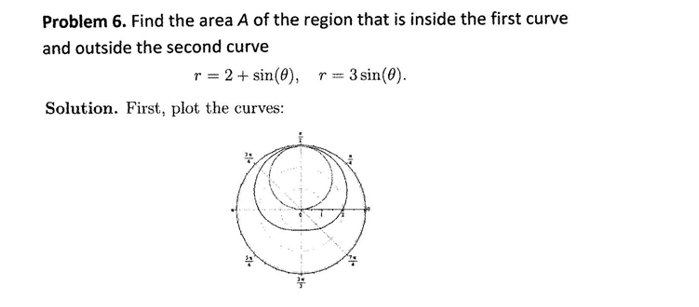 Problem 6. Find the area A of the region that is inside the first curve
and outside the second curve
r = 2 + sin(θ), r = 3 sin(θ).
Solution. First, plot the curves: